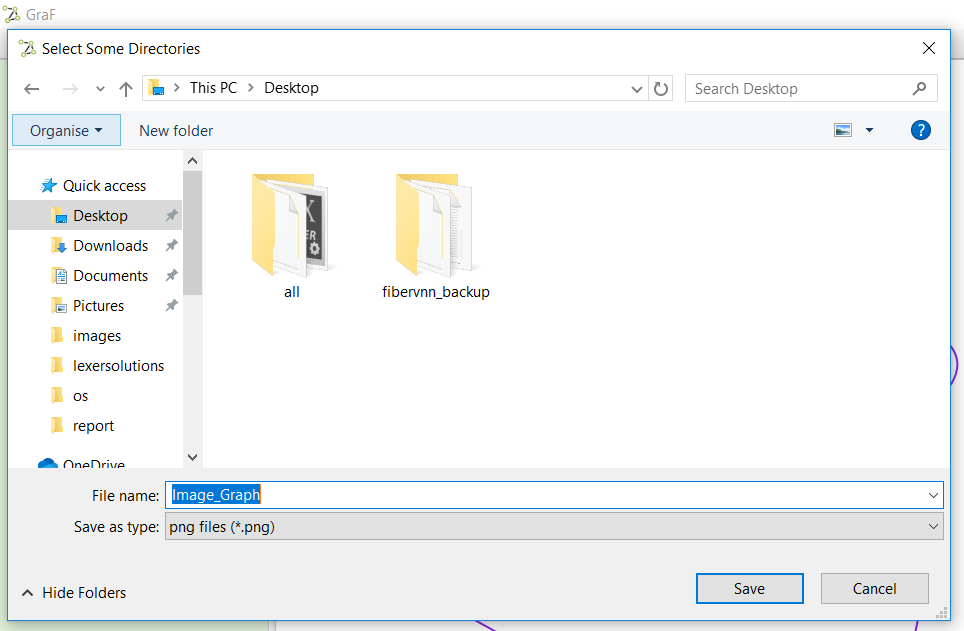 GraF
Select Some Directories
This PC > Desktop
Search Desktop
Organise
New folder
?
Quick access
Desktop
Downloads
Documents
Pictures
images
lexersolutions
os
report
OneDrive
all
fibervnn_backup
File name: Image_Graph
Save as type: png files (*.png)
Hide Folders
Save
Cancel